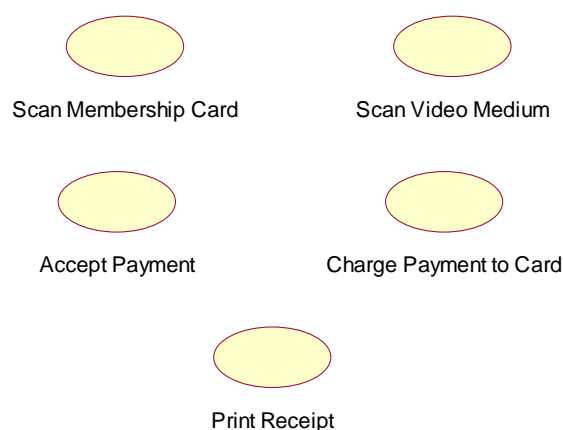 Scan Membership Card
Scan Video Medium
Accept Payment
Charge Payment to Card
Print Receipt